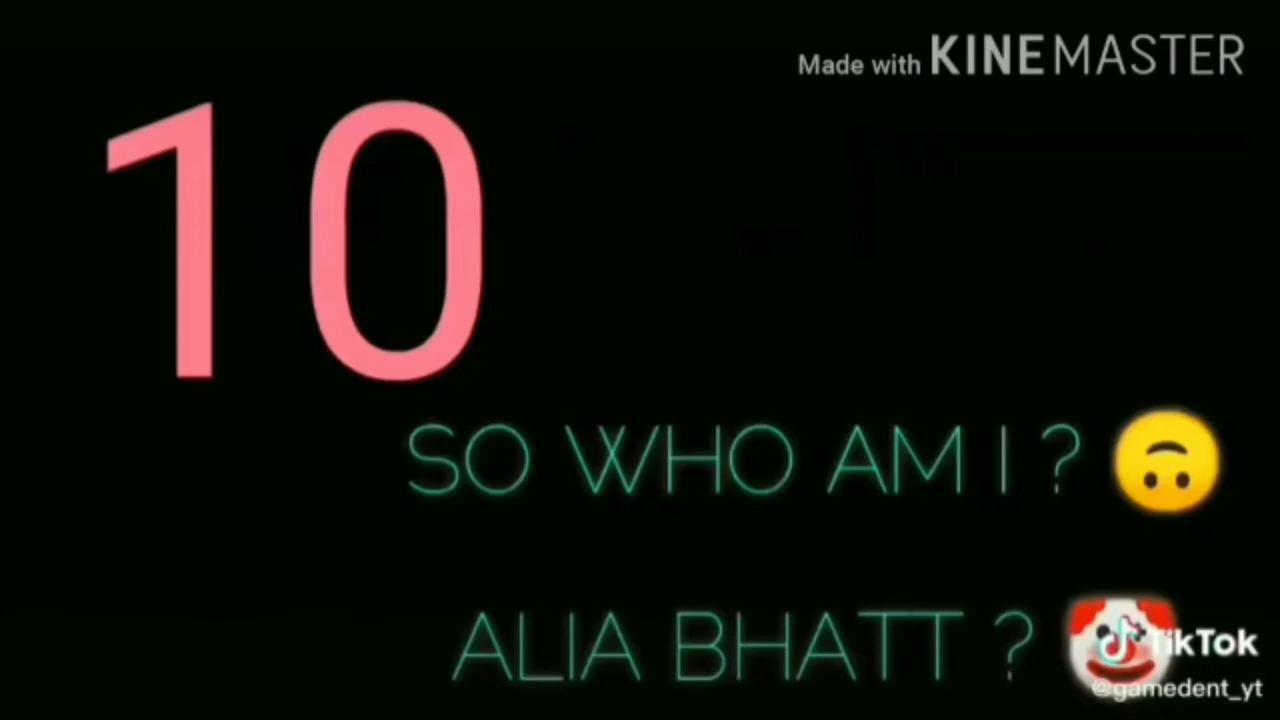 Made with KINEMASTER
10
SO WHO AM I ?
ALIA BHATT ?
TikTok
@gamedent_yt